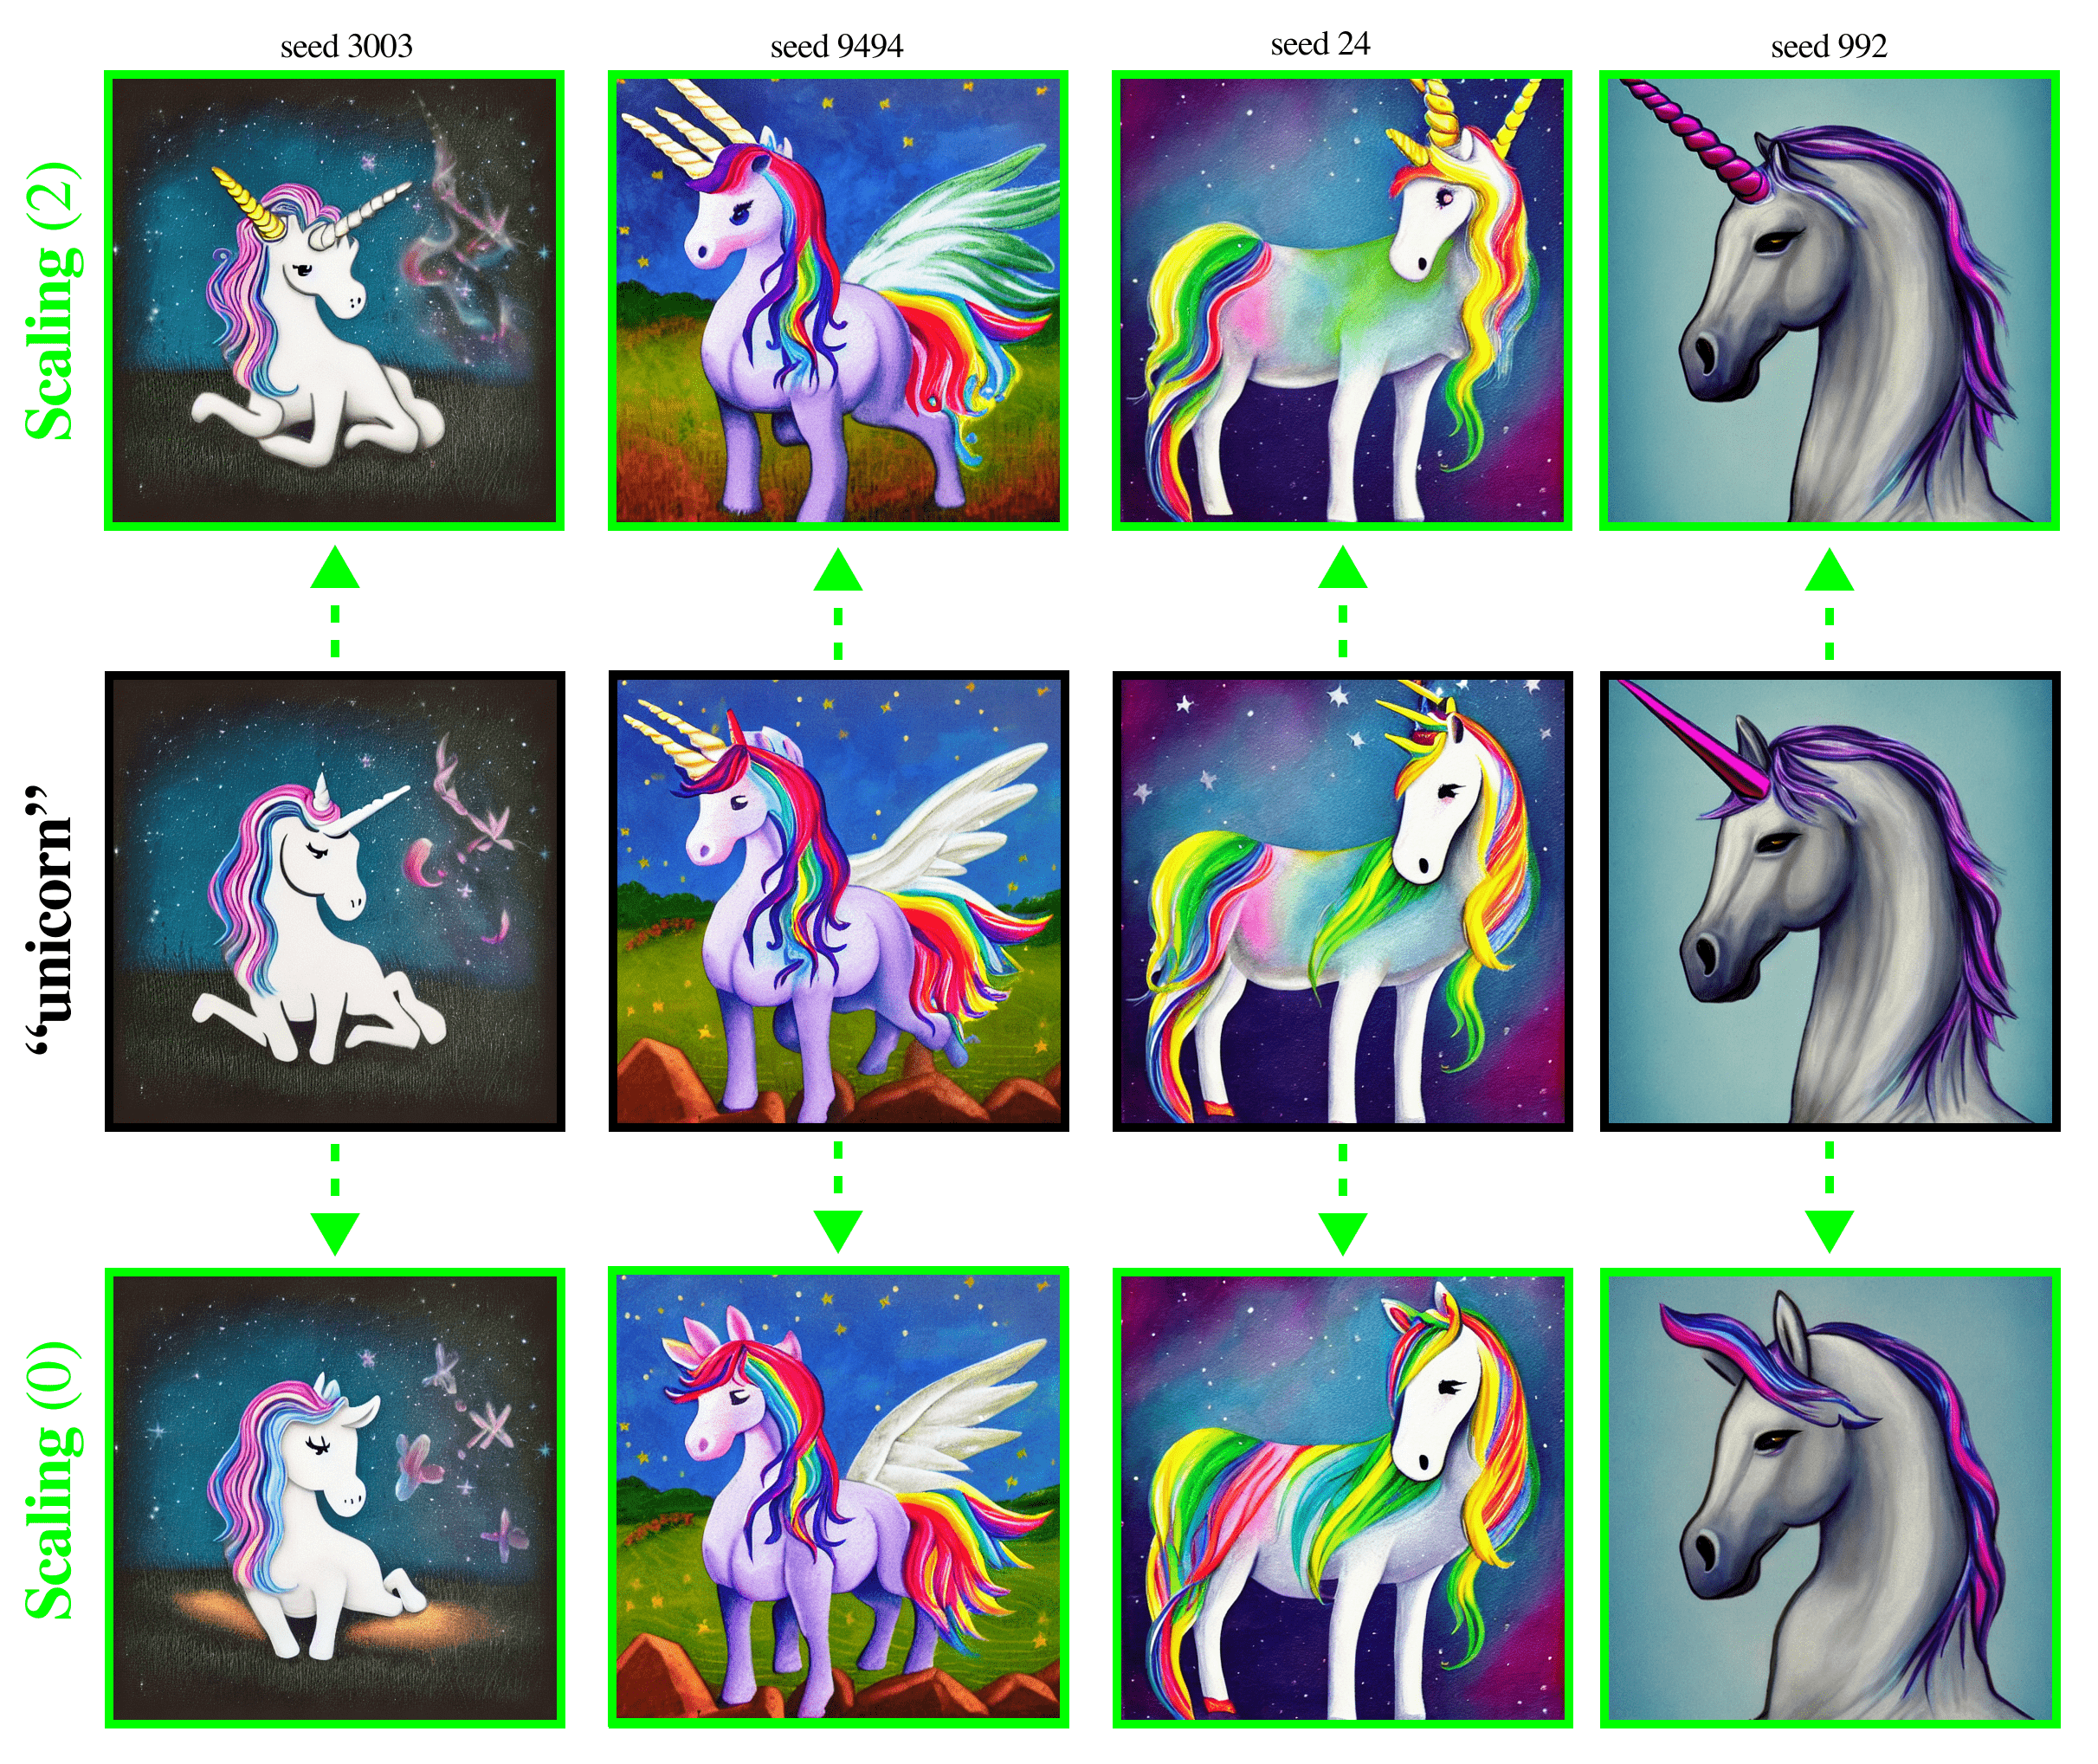 seed 3003
seed 9494
seed 24
seed 992
Scaling (2)
“unicorn”
Scaling (0)